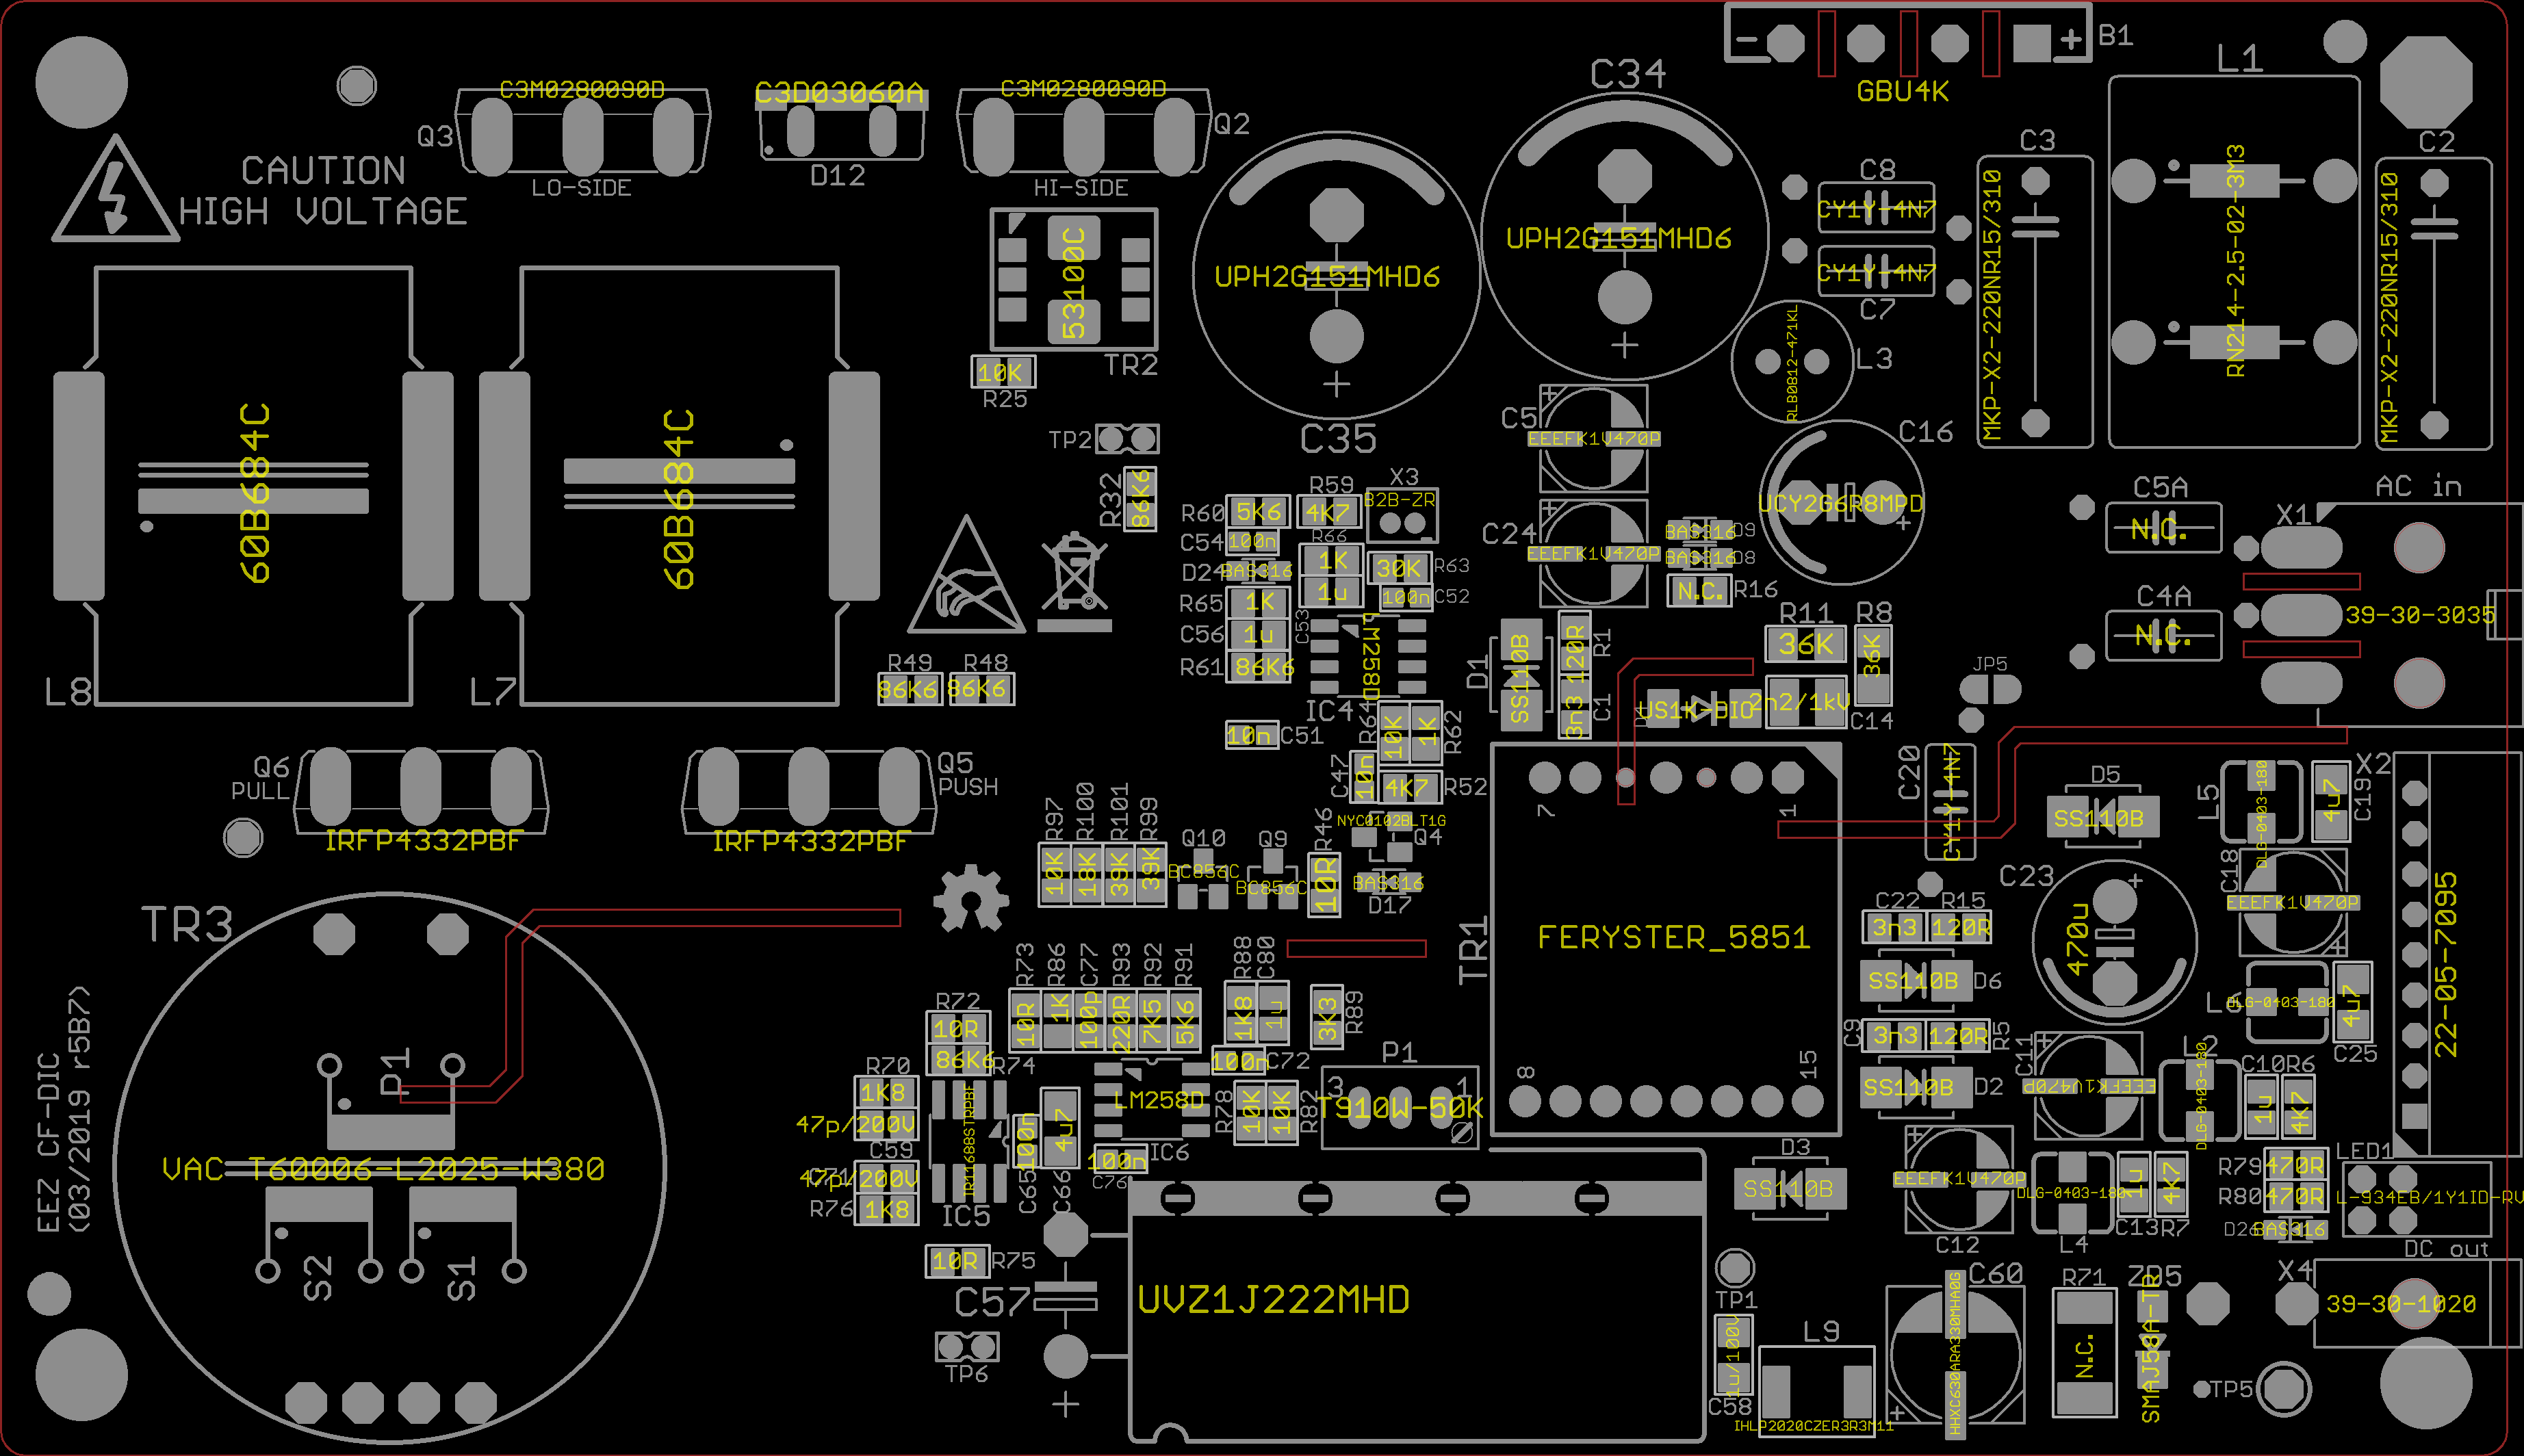 C3M0280090D
Q3
LO-SIDE
C3D03060A
D12
C3M0280090D
Q2
HI-SIDE
C34
UPH2G151MHD6
- +
B1
GBU4K
L1
RN214-2.5-02-3M3
C3
MKP-X2-220NR15/310
C2
MKP-X2-220NR15/310
CAUTION
HIGH VOLTAGE
C8
CY1Y-4N7
CY1Y-4N7
C7
53100C
TR2
UPH2G151MHD6
+
C35
+
RLB0812-471KL
L3
10K
R25
TP2
R32
86K6
C5
EEEFK1V470P
C24
EEEFK1V470P
C16
UCY2G6R8MPD
+
60B684C
L8
60B684C
L7
R59
4K7
X3
B2B-ZR
R60
5K6
C54
100n
D24
BAS316
R65
1K
C56
1u
R61
86K6
R66
1K
1u
C53
R63
30K
C52
100n
LM258D
IC4
D9
BAS316
D8
BAS316
R16
N.C.
C5A
N.C.
C4A
N.C.
AC in
X1
39-30-3035
JP5
R49
86K6
R48
86K6
D1
SS110B
R1
120R
C1
3n3
R11
36K
R8
36K
US1K-DIO
2n2/1kV
C14
C51
10n
R64
10K
R62
1K
C47
10n
R52
4K7
Q6
PULL
IRFP4332PBF
Q5
PUSH
IRFP4332PBF
NYC0102BLT1G
Q4
R46
10R
BAS316
D17
R97
10K
R100
18K
R101
39K
R99
39K
Q10
BC856C
Q9
BC856C
TR1
FERYSTER_5851
7
1
8
15
C20
CY1Y-4N7
D5
SS110B
L5
DLG-0403-180
C19
4u7
X2
22-05-7095
C18
EEEFK1V470P
C23
470u
+
C22
3n3
R15
120R
SS110B
D6
C9
3n3
R5
120R
SS110B
D2
L6
DLG-0403-180
C25
4u7
C11
EEEFK1V470P
L2
DLG-0403-180
C10
1u
R6
4K7
TR3
D1
VAC T60006-L2025-W380
S2
S1
EEZ CF-DIC
(03/2019 r5B7)
R73
10R
R86
1K
C77
100p
R93
220R
R92
7K5
R91
5K6
R88
1K8
C80
1u
R89
3K3
R72
10R
R74
86K6
R70
1K8
47p/200V
C59
C71
47p/200V
R76
1K8
IR11688STRPBF
IC5
C65
100n
C66
4u7
LM258D
IC6
C72
100n
C76
100n
R78
10K
R82
10K
P1
3
1
T910W-50K
R75
10R
C57
+
TP6
UVZ1J222MHD
D3
SS110B
TP1
C58
1u/100V
L9
IHLP2020CZER3R3M11
C12
EEEFK1V470P
+
L4
DLG-0403-180
C13
1u
R7
4K7
R79
470R
R80
470R
D26
BAS316
LED1
L-934EB/1Y1ID-RV
DC out
X4
39-30-1020
C60
HHXC630ARA330MHA0G
+
R71
N.C.
ZD5
SMAJ58A-TR
TP5